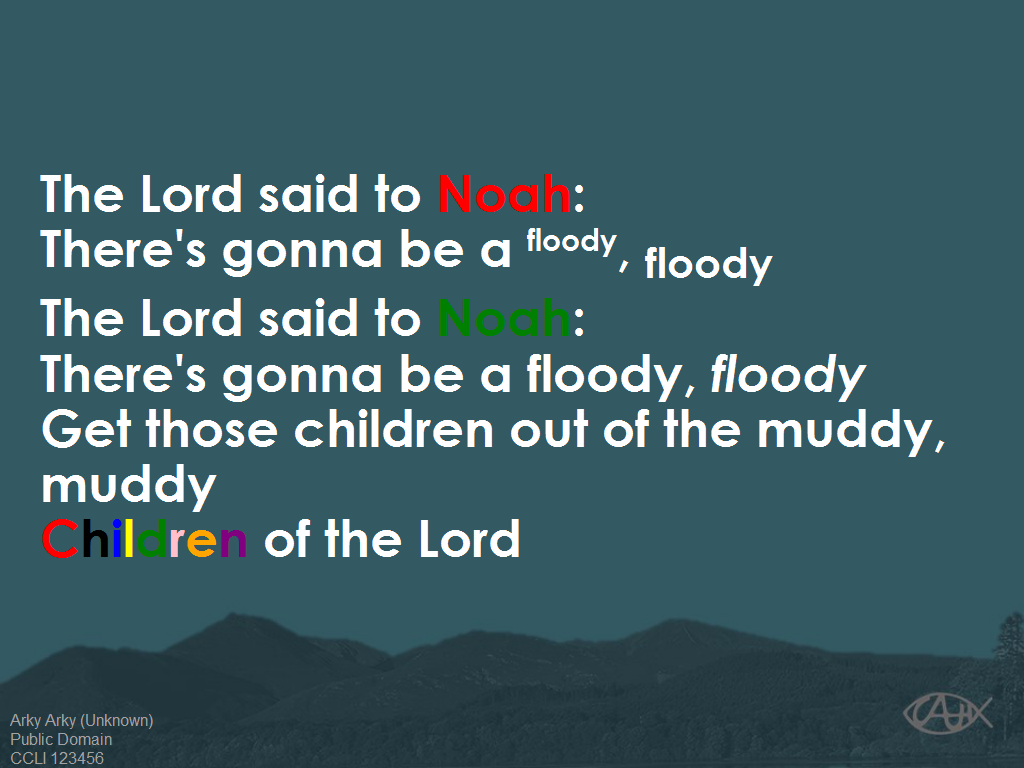 The Lord said to Noah:
There's gonna be a floody, floody
The Lord said to Noah:
There's gonna be a floody, floody
Get those children out of the muddy,
muddy
Children of the Lord
Arky Arky (Unknown)
Public Domain
CCLI 123456